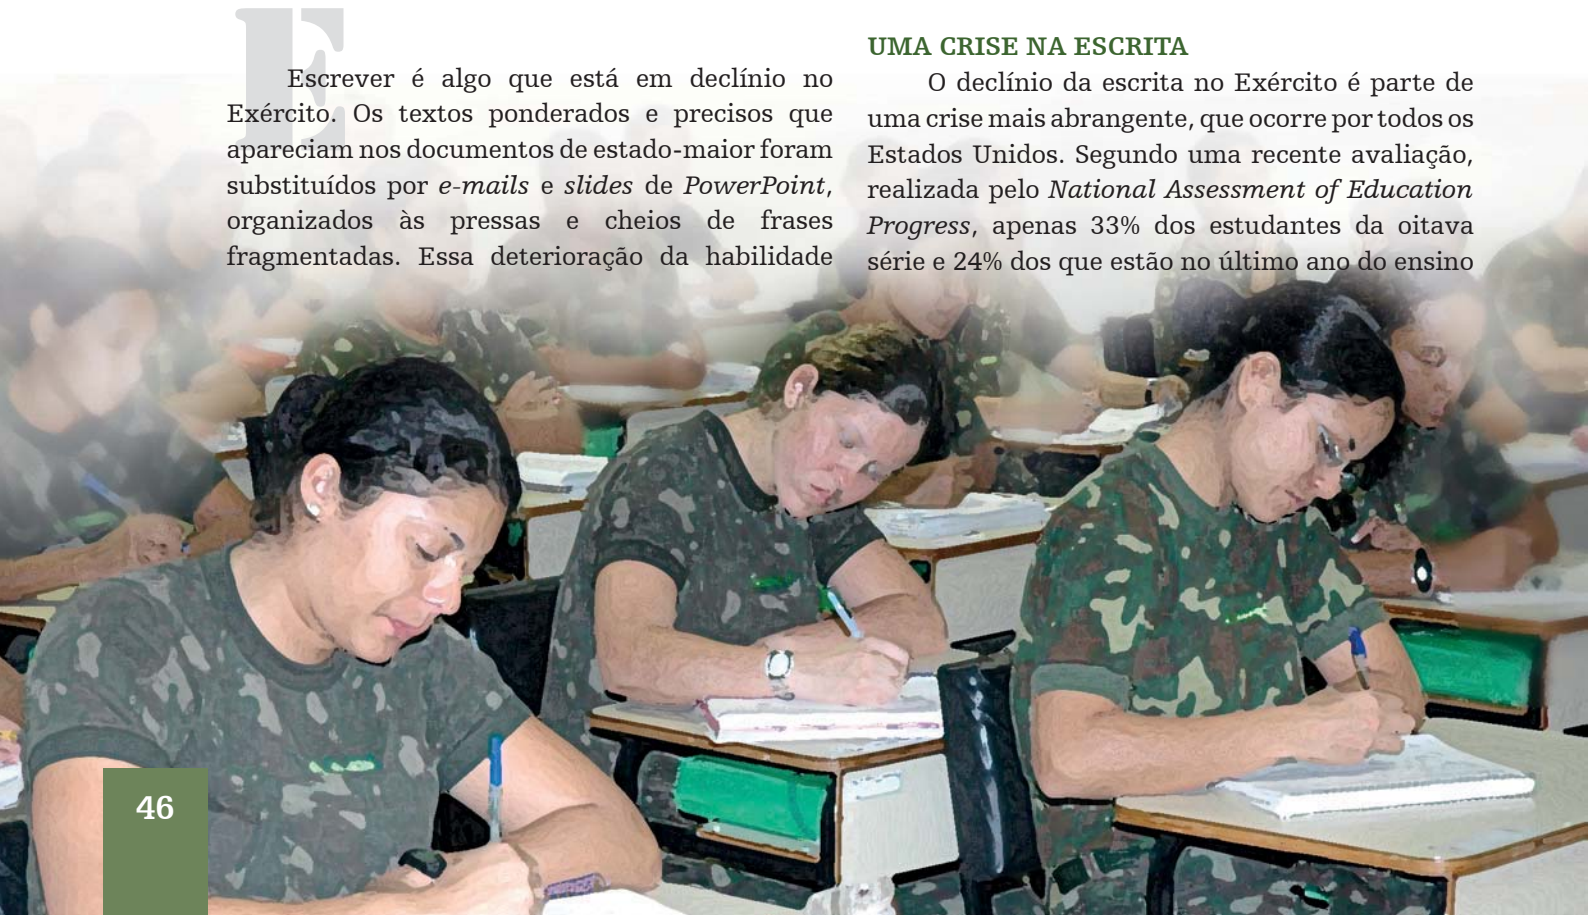 E
Escrever é algo que está em declínio no
Exército. Os textos ponderados e precisos que
apareciam nos documentos de estado-maior foram
substituídos por e-mails e slides de PowerPoint,
organizados às pressas e cheios de frases
fragmentadas. Essa deterioração da habilidade
UMA CRISE NA ESCRITA
O declínio da escrita no Exército é parte de
uma crise mais abrangente, que ocorre por todos os
Estados Unidos. Segundo uma recente avaliação,
realizada pelo National Assessment of Education
Progress, apenas 33% dos estudantes da oitava
série e 24% dos que estão no último ano do ensino
46